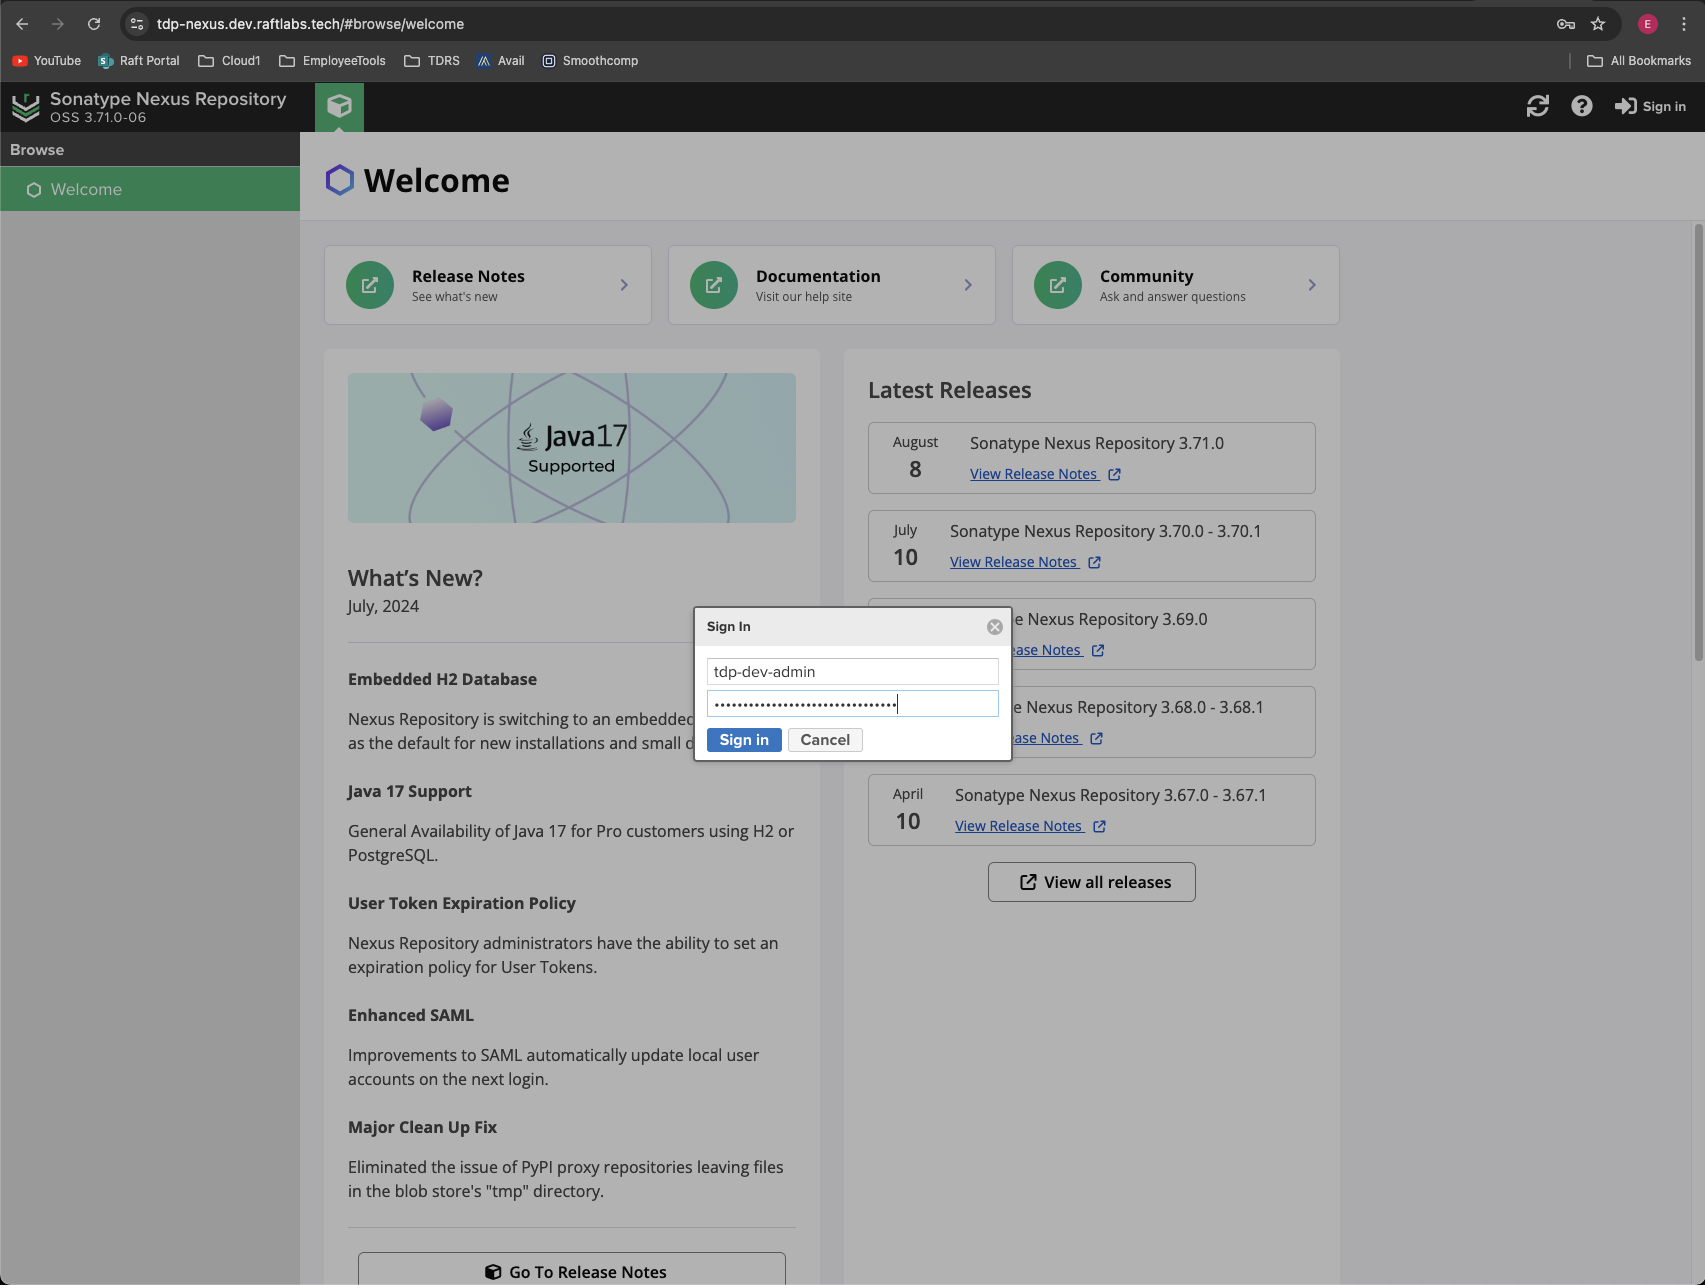 tdp-nexus.dev.raftlabs.tech/#browse/welcome
E
YouTube
Raft Portal
Cloud1
EmployeeTools
TDRS
Avail
Smoothcomp
All Bookmarks
Sonatype Nexus Repository
OSS 3.71.0-06
Sign in
Browse
Welcome
Welcome
Release Notes
See what's new
Documentation
Visit our help site
Community
Ask and answer questions
Java17
Supported
What’s New?
July, 2024
Embedded H2 Database
Nexus Repository is switching to an embedded
as the default for new installations and small
Java 17 Support
General Availability of Java 17 for Pro customers using H2 or
PostgreSQL.
User Token Expiration Policy
Nexus Repository administrators have the ability to set an
expiration policy for User Tokens.
Enhanced SAML
Improvements to SAML automatically update local user
accounts on the next login.
Major Clean Up Fix
Eliminated the issue of PyPI proxy repositories leaving files
in the blob store's "tmp" directory.
Go To Release Notes
Latest Releases
August
8
Sonatype Nexus Repository 3.71.0
View Release Notes
July
10
Sonatype Nexus Repository 3.70.0 - 3.70.1
View Release Notes
Nexus Repository 3.69.0
Notes
Nexus Repository 3.68.0 - 3.68.1
Notes
April
10
Sonatype Nexus Repository 3.67.0 - 3.67.1
View Release Notes
View all releases
Sign In
tdp-dev-admin
••••••••••••••••••••••••••••••••
Sign in
Cancel